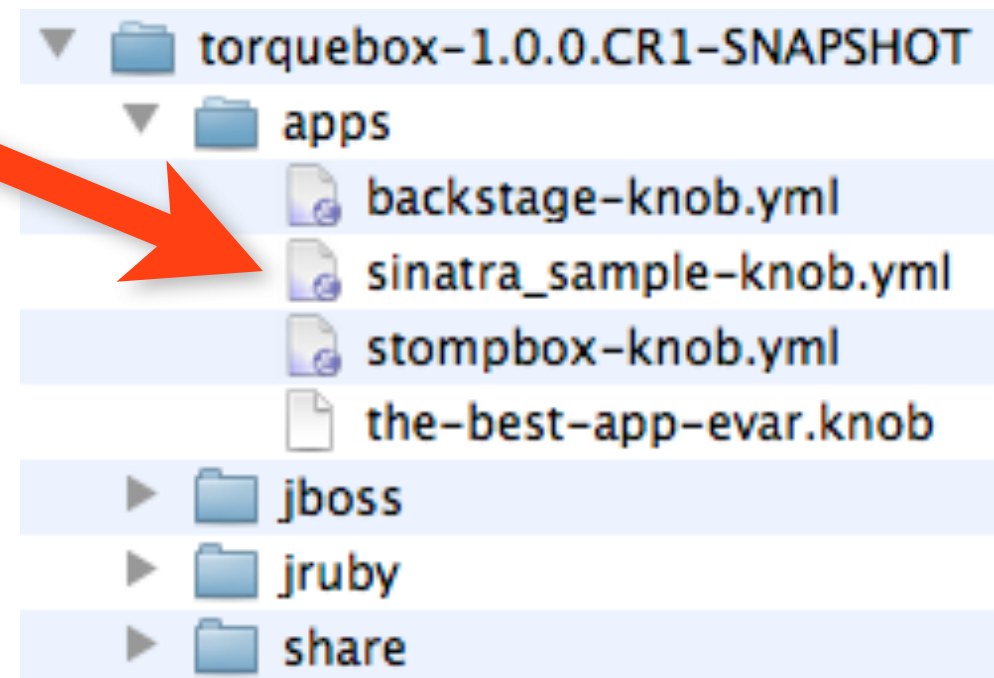 torquebox-1.0.0.CR1-SNAPSHOT
apps
backstage-knob.yml
sinatra_sample-knob.yml
stompbox-knob.yml
the-best-app-evar.knob
jboss
jruby
share